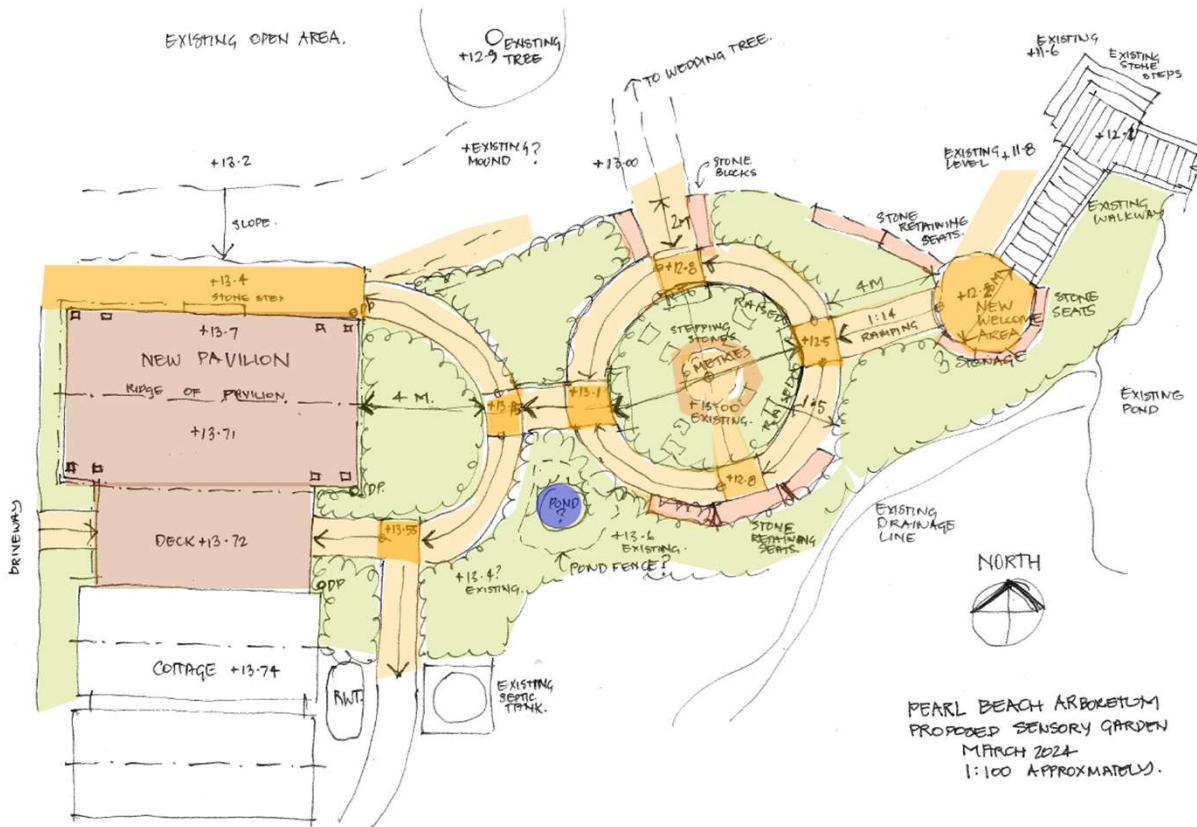 EXISTING OPEN AREA.
EXISTING
TREE
+12.9
TO WEDDING TREE.
EXISTING
+11.6
EXISTING
STONE
STEPS
+13.2
+EXISTING?
MOUND
+13.00
STONE
BLOCKS
EXISTING
LEVEL +11.8
SLOPE.
2M
STONE
RETAINING
SEATS.
EXISTING
WALKWAY
+13.4
STONE STEP
DP
+12.8
4M
NEW
WELCOME
AREA
STONE
SEATS
+13.7
NEW PAVILION
RIDGE OF PAVILION.
+13.71
RAISED
STEPPING
STONES
+12.5
1:14
RAMPING
SIGNAGE
4 M.
+13.1
+13.00
EXISTING.
RAISED
1.5
EXISTING
POND
DP.
+12.8
POND
?
DECK +13.72
+13.55
+13.6
EXISTING.
STONE
RETAINING
SEATS.
EXISTING
DRAINAGE
LINE
DRIVEWAY
+13.4?
EXISTING.
POND FENCE?
NORTH
DP
COTTAGE +13.74
RWT.
EXISTING
SEPTIC
TANK.
PEARL BEACH ARBORETUM
PROPOSED SENSORY GARDEN
MARCH 2024
1:100 APPROXMATELY.